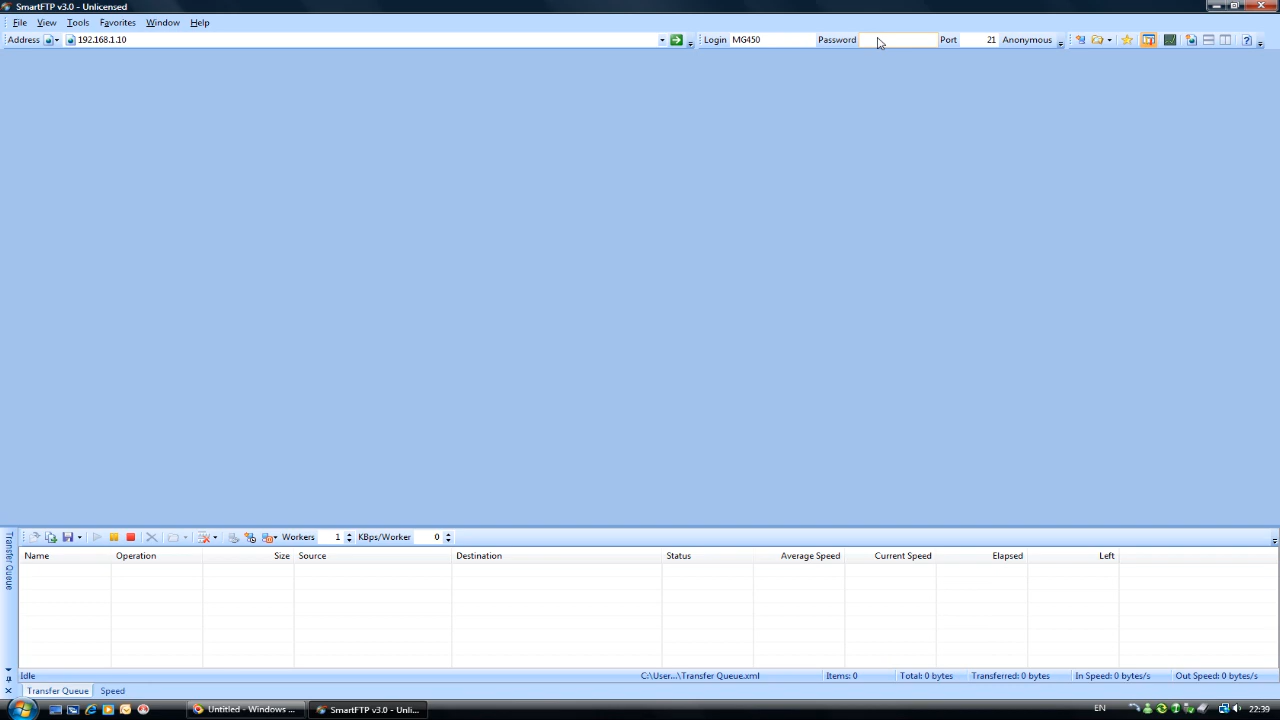 SmartFTP v3.0 - Unlicensed
File View Tools Favorites Window Help
Address 192.168.1.10 Login MG450 Password Port 21 Anonymous
Transfer Queue
Workers 1 KBps/Worker 0
Name Operation Size Source Destination Status Average Speed Current Speed Elapsed Left
Idle C:\User...\Transfer Queue.xml Items: 0 Total: 0 bytes Transferred: 0 bytes In Speed: 0 bytes/s Out Speed: 0 bytes/s
Transfer Queue Speed
Untitled - Windows ... SmartFTP v3.0 - Unli... EN 22:39